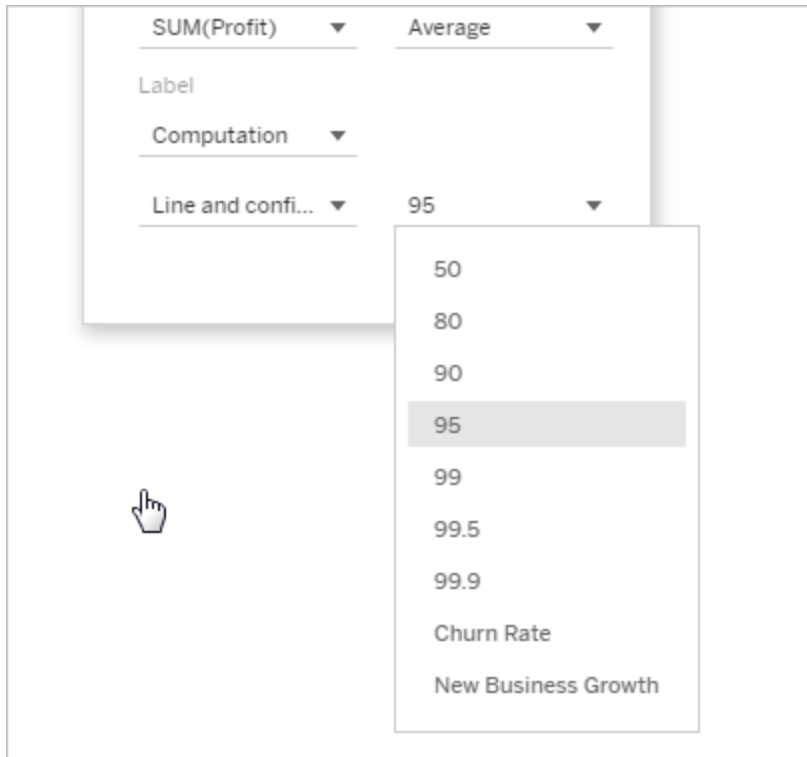 SUM(Profit) Average
Label
Computation
Line and confi... 95
50
80
90
95
99
99.5
99.9
Churn Rate
New Business Growth